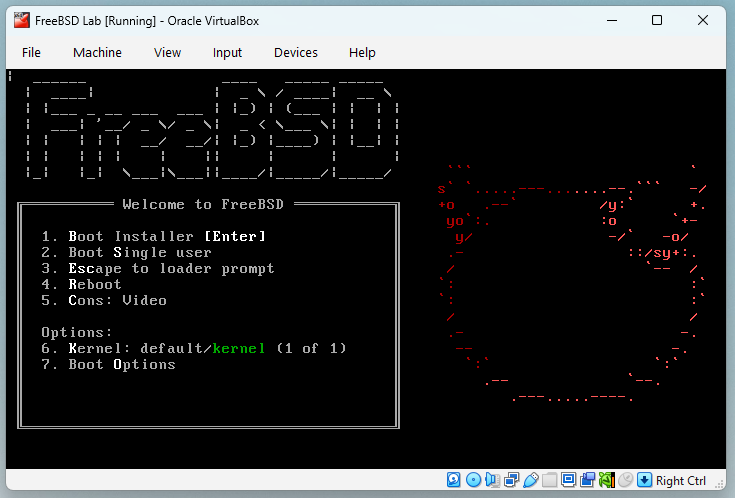 FreeBSD Lab [Running] - Oracle VirtualBox
File Machine View Input Devices Help
FreeBSD
Welcome to FreeBSD
1. Boot Installer [Enter]
2. Boot Single user
3. Escape to loader prompt
4. Reboot
5. Cons: Video
Options:
6. Kernel: default/kernel (1 of 1)
7. Boot Options
Right Ctrl